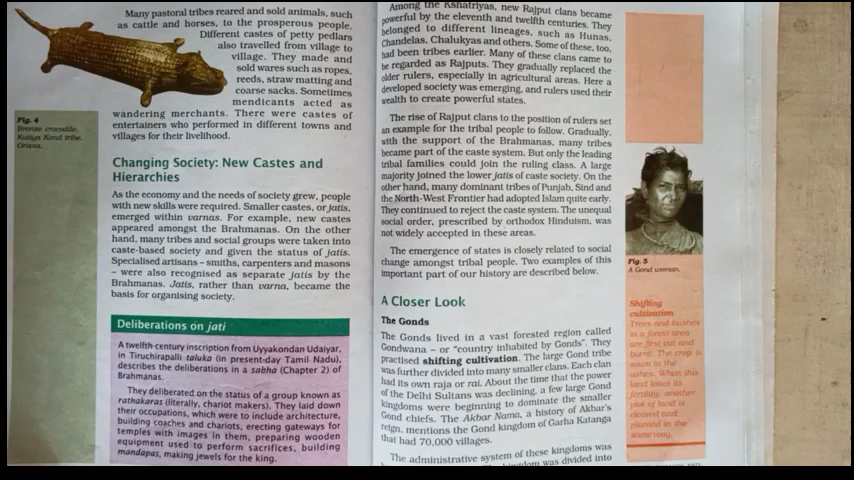 Many pastoral tribes reared and sold animals, such
as cattle and horses, to the prosperous people.
Different castes of petty pedlars
also travelled from village to
village. They made and
sold wares such as ropes,
reeds, straw matting and
coarse sacks. Sometimes
mendicants acted as
wandering merchants. There were castes of
entertainers who performed in different towns and
villages for their livelihood.
Fig. 4
Bronze crocodile,
Kutiya Kond tribe,
Orissa.
Changing Society: New Castes and
Hierarchies
As the economy and the needs of society grew, people
with new skills were required. Smaller castes, or jatis,
emerged within varnas. For example, new castes
appeared amongst the Brahmanas. On the other
hand, many tribes and social groups were taken into
caste-based society and given the status of jatis.
Specialised artisans – smiths, carpenters and masons
– were also recognised as separate jatis by the
Brahmanas. Jatis, rather than varna, became the
basis for organising society.
Deliberations on jati
A twelfth-century inscription from Uyyakondan Udaiyar,
in Tiruchirapalli taluka (in present-day Tamil Nadu),
describes the deliberations in a sabha (Chapter 2) of
Brahmanas.
They deliberated on the status of a group known as
rathakaras (literally, chariot makers). They laid down
their occupations, which were to include architecture,
building coaches and chariots, erecting gateways for
temples with images in them, preparing wooden
equipment used to perform sacrifices, building
mandapas, making jewels for the king.
Among the Kshatriyas, new Rajput clans became
powerful by the eleventh and twelfth centuries. They
belonged to different lineages, such as Hunas,
Chandelas, Chalukyas and others. Some of these, too,
had been tribes earlier. Many of these clans came to
be regarded as Rajputs. They gradually replaced the
older rulers, especially in agricultural areas. Here a
developed society was emerging, and rulers used their
wealth to create powerful states.
The rise of Rajput clans to the position of rulers set
an example for the tribal people to follow. Gradually,
with the support of the Brahmanas, many tribes
became part of the caste system. But only the leading
tribal families could join the ruling class. A large
majority joined the lower jatis of caste society. On the
other hand, many dominant tribes of Punjab, Sind and
the North-West Frontier had adopted Islam quite early.
They continued to reject the caste system. The unequal
social order, prescribed by orthodox Hinduism, was
not widely accepted in these areas.
The emergence of states is closely related to social
change amongst tribal people. Two examples of this
important part of our history are described below.
A Closer Look
The Gonds
The Gonds lived in a vast forested region called
Gondwana – or "country inhabited by Gonds". They
practised shifting cultivation. The large Gond tribe
was further divided into many smaller clans. Each clan
had its own raja or rai. About the time that the power
of the Delhi Sultans was declining, a few large Gond
kingdoms were beginning to dominate the smaller
Gond chiefs. The Akbar Nama, a history of Akbar's
reign, mentions the Gond kingdom of Garha Katanga
that had 70,000 villages.
The administrative system of these kingdoms was
kingdom was divided into
Fig. 5
A Gond woman.
Shifting
cultivation
Trees and bushes
in a forest area
are first cut and
burnt. The crop is
sown in the
ashes. When this
land loses its
fertility, another
plot of land is
cleared and
planted in the
same way.